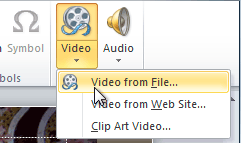 Symbol
Video
Audio
bols
Video from File...
Video from Web Site...
Clip Art Video...